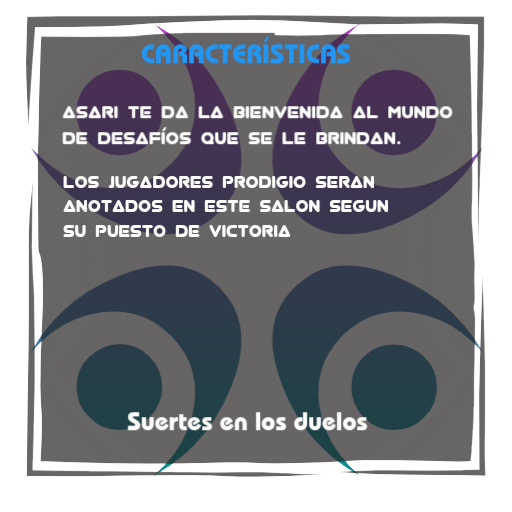 CARACTERÍSTICAS
ASARI TE DA LA BIENVENIDA AL MUNDO
DE DESAFÍOS QUE SE LE BRINDAN.
LOS JUGADORES PRODIGIO SERAN
ANOTADOS EN ESTE SALON SEGUN
SU PUESTO DE VICTORIA
Suertes en los duelos